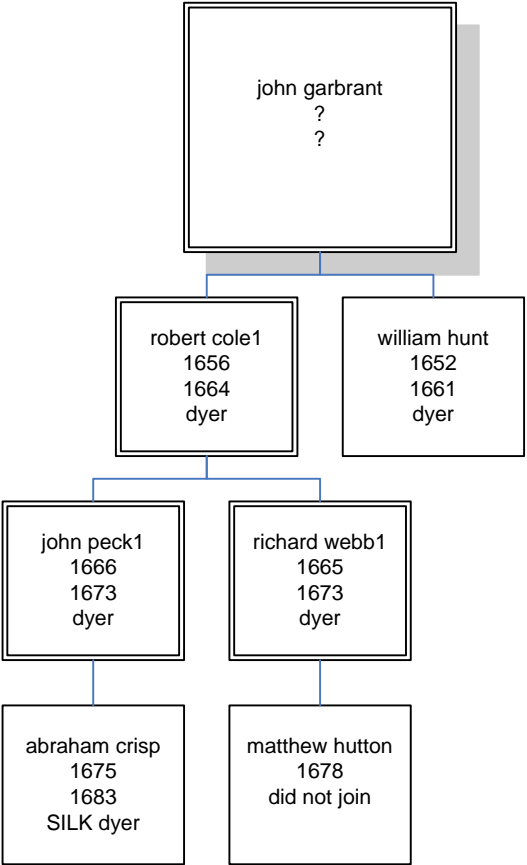 john garbrant
?
?
robert cole1
1656
1664
dyer
william hunt
1652
1661
dyer
john peck1
1666
1673
dyer
richard webb1
1665
1673
dyer
abraham crisp
1675
1683
SILK dyer
matthew hutton
1678
did not join